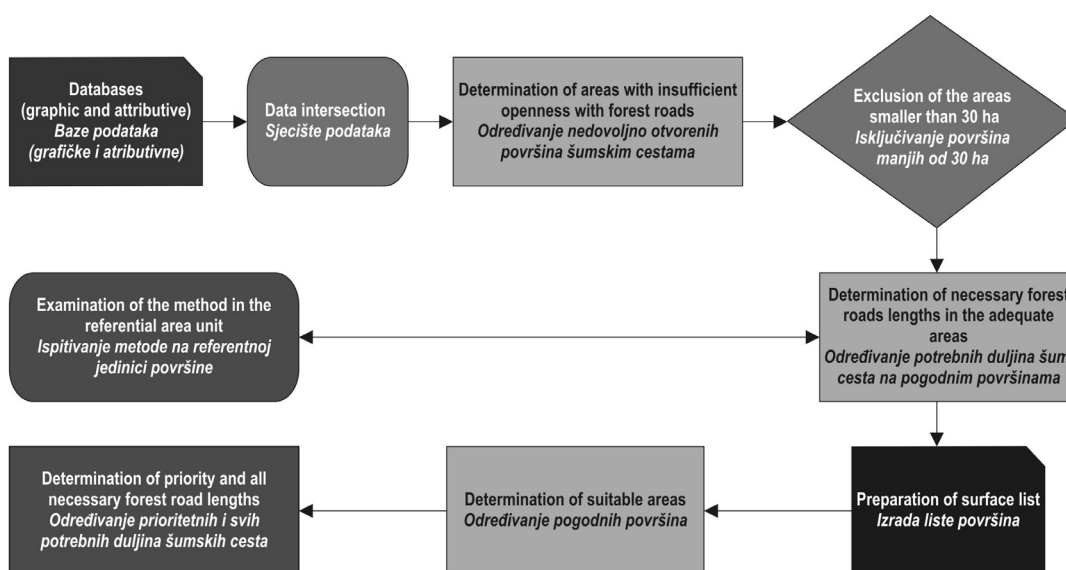 Databases
(graphic and attributive)
Baze podataka
(grafičke i atributivne)
Data intersection
Sjecište podataka
Determination of areas with insufficient
openness with forest roads
Određivanje nedovoljno otvorenih
površina šumskim cestama
Exclusion of the areas
smaller than 30 ha
Isključivanje površina
manjih od 30 ha
Examination of the method in the
referential area unit
Ispitivanje metode na referentnoj
jedinici površine
Determination of necessary forest
roads lengths in the adequate
areas
Određivanje potrebnih duljina šum
cesta na pogodnim površinama
Determination of priority and all
necessary forest road lengths
Određivanje prioritetnih i svih
potrebnih duljina šumskih cesta
Determination of suitable areas
Određivanje pogodnih površina
Preparation of surface list
Izrada liste površina